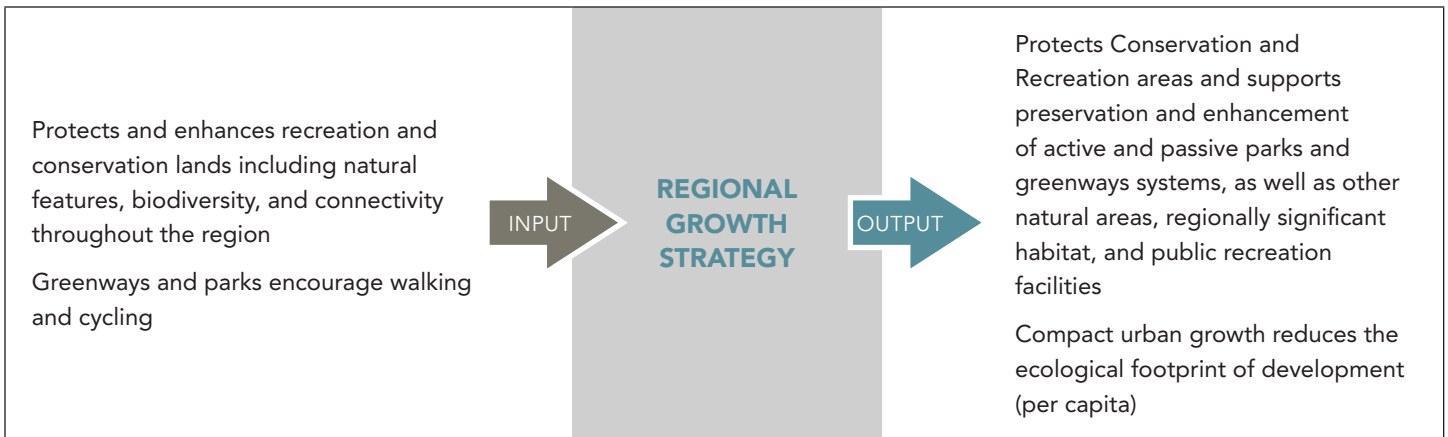 Protects and enhances recreation and
conservation lands including natural
features, biodiversity, and connectivity
throughout the region
Greenways and parks encourage walking
and cycling
INPUT
REGIONAL
GROWTH
STRATEGY
OUTPUT
Protects Conservation and
Recreation areas and supports
preservation and enhancement
of active and passive parks and
greenways systems, as well as other
natural areas, regionally significant
habitat, and public recreation
facilities
Compact urban growth reduces the
ecological footprint of development
(per capita)